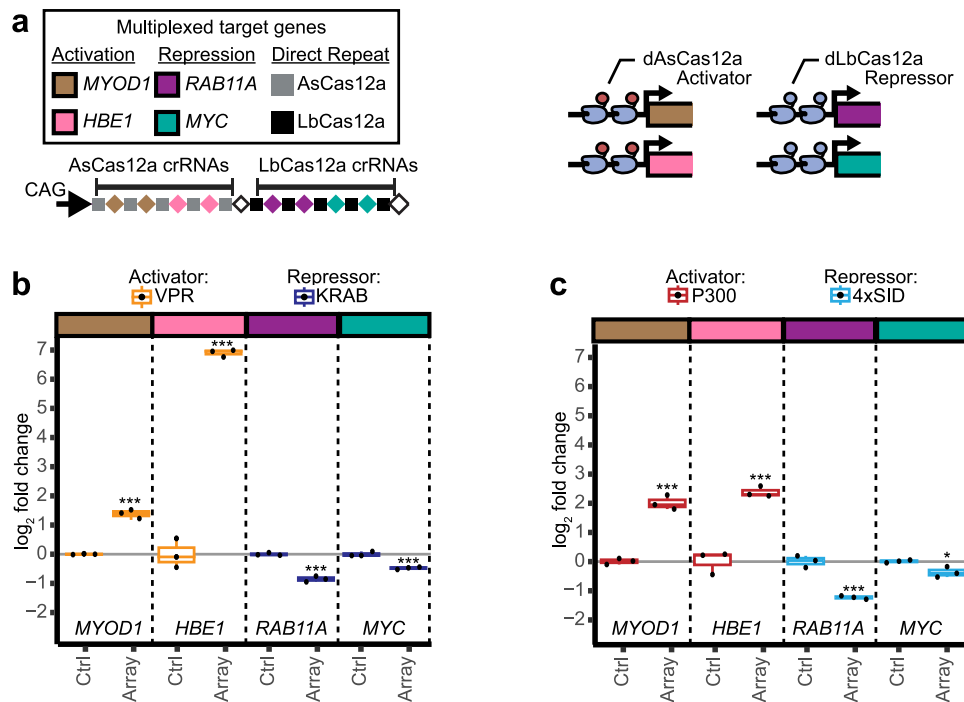 a
Multiplexed target genes
Activation Repression Direct Repeat
MYOD1 RAB11A AsCas12a
HBE1 MYC LbCas12a
AsCas12a crRNAs LbCas12a crRNAs
CAG
dAsCas12a Activator
dLbCas12a Repressor
b
Activator: Repressor:
VPR KRAB
log2 fold change
7
6
5
4
3
2
1
0
−1
−2
***
***
***
***
MYOD1 HBE1 RAB11A MYC
Ctrl Array Ctrl Array Ctrl Array Ctrl Array
c
Activator: Repressor:
P300 4xSID
log2 fold change
7
6
5
4
3
2
1
0
−1
−2
***
***
***
*
MYOD1 HBE1 RAB11A MYC
Ctrl Array Ctrl Array Ctrl Array Ctrl Array